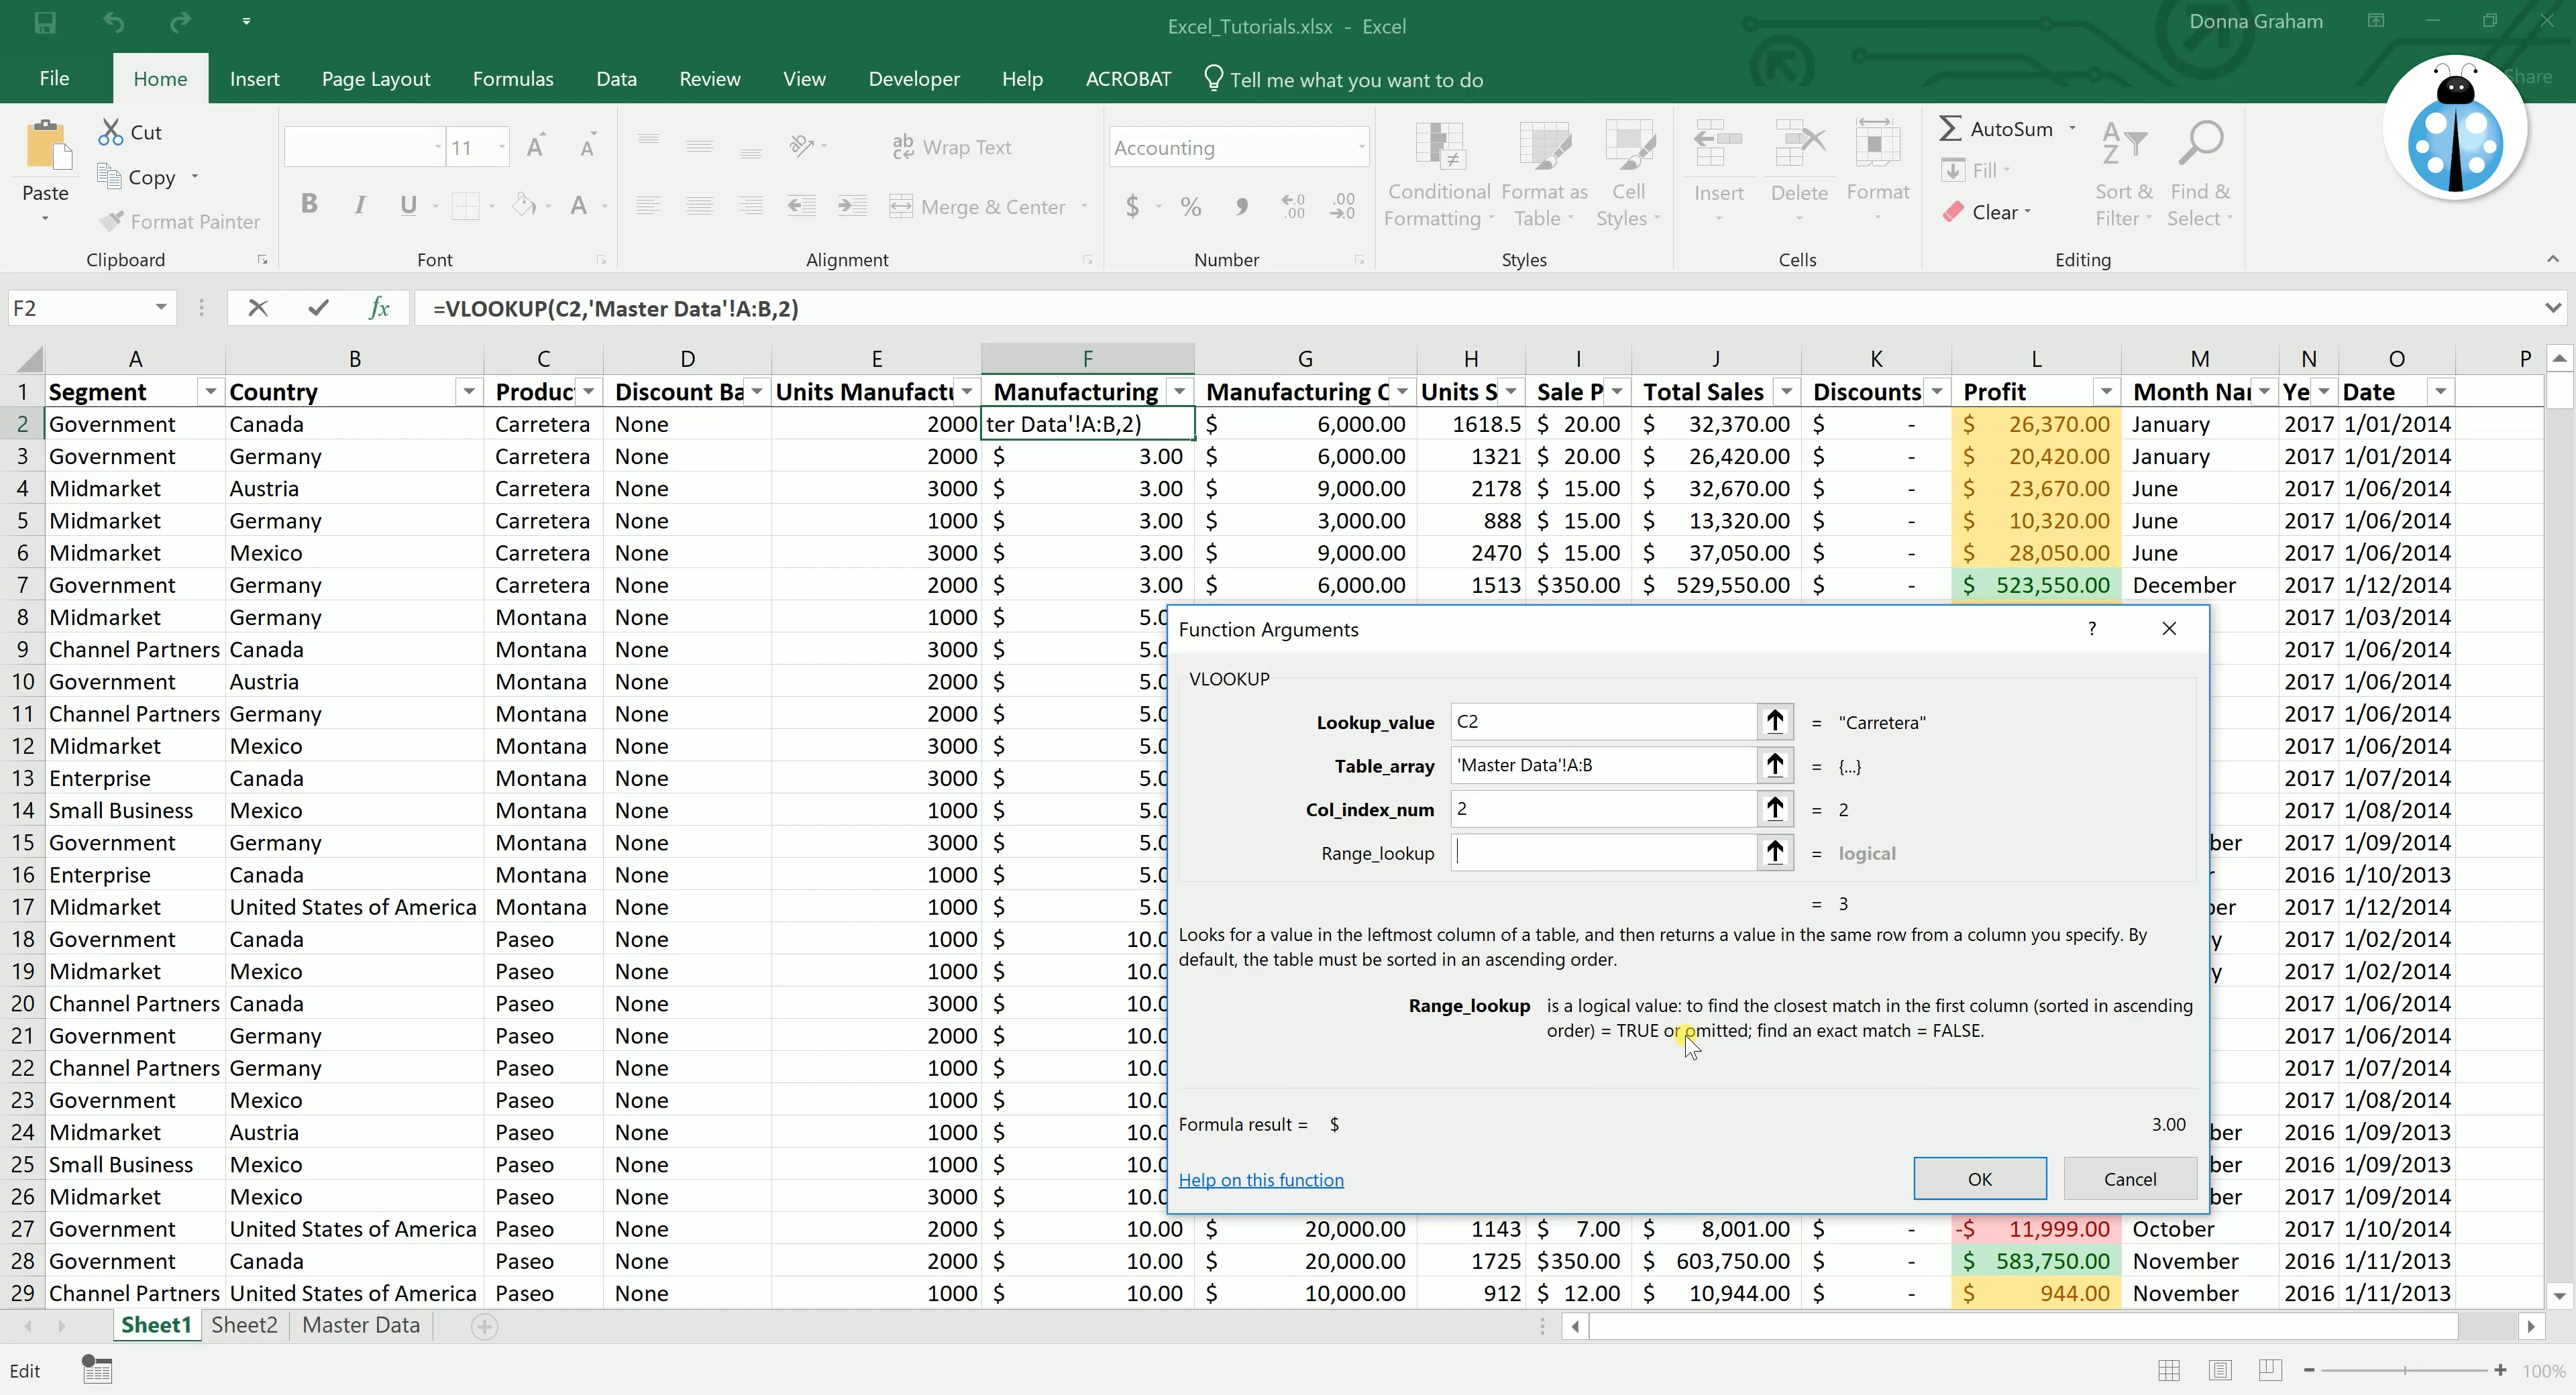 Excel_Tutorials.xlsx - Excel
Donna Graham
File Home Insert Page Layout Formulas Data Review View Developer Help ACROBAT Tell me what you want to do
Paste Cut Copy Format Painter
Clipboard
11
Font
Wrap Text
Merge & Center
Alignment
Accounting
Number
Conditional Formatting Format as Table Cell Styles
Styles
Insert Delete Format
Cells
AutoSum Fill Clear Sort & Filter Find & Select
Editing
F2 =VLOOKUP(C2,'Master Data'!A:B,2)
A B C D E F G H I J K L M N O P
1 Segment Country Produc Discount Ba Units Manufactu Manufacturing Manufacturing C Units S Sale P Total Sales Discounts Profit Month Na Ye Date
2 Government Canada Carretera None 2000 ter Data'!A:B,2) $ 6,000.00 1618.5 $ 20.00 $ 32,370.00 $ - $ 26,370.00 January 2017 1/01/2014
3 Government Germany Carretera None 2000 $ 3.00 $ 6,000.00 1321 $ 20.00 $ 26,420.00 $ - $ 20,420.00 January 2017 1/01/2014
4 Midmarket Austria Carretera None 3000 $ 3.00 $ 9,000.00 2178 $ 15.00 $ 32,670.00 $ - $ 23,670.00 June 2017 1/06/2014
5 Midmarket Germany Carretera None 1000 $ 3.00 $ 3,000.00 888 $ 15.00 $ 13,320.00 $ - $ 10,320.00 June 2017 1/06/2014
6 Midmarket Mexico Carretera None 3000 $ 3.00 $ 9,000.00 2470 $ 15.00 $ 37,050.00 $ - $ 28,050.00 June 2017 1/06/2014
7 Government Germany Carretera None 2000 $ 3.00 $ 6,000.00 1513 $350.00 $ 529,550.00 $ - $ 523,550.00 December 2017 1/12/2014
8 Midmarket Germany Montana None 1000 $ 5.0 2017 1/03/2014
9 Channel Partners Canada Montana None 3000 $ 5.0 2017 1/06/2014
10 Government Austria Montana None 2000 $ 5.0 2017 1/06/2014
11 Channel Partners Germany Montana None 2000 $ 5.0 2017 1/06/2014
12 Midmarket Mexico Montana None 3000 $ 5.0 2017 1/06/2014
13 Enterprise Canada Montana None 3000 $ 5.0 2017 1/07/2014
14 Small Business Mexico Montana None 1000 $ 5.0 2017 1/08/2014
15 Government Germany Montana None 3000 $ 5.0 ber 2017 1/09/2014
16 Enterprise Canada Montana None 1000 $ 5.0 r 2016 1/10/2013
17 Midmarket United States of America Montana None 1000 $ 5.0 ber 2017 1/12/2014
18 Government Canada Paseo None 1000 $ 10.0 y 2017 1/02/2014
19 Midmarket Mexico Paseo None 1000 $ 10.0 y 2017 1/02/2014
20 Channel Partners Canada Paseo None 3000 $ 10.0 2017 1/06/2014
21 Government Germany Paseo None 2000 $ 10.0 2017 1/06/2014
22 Channel Partners Germany Paseo None 1000 $ 10.0 2017 1/07/2014
23 Government Mexico Paseo None 1000 $ 10.0 2017 1/08/2014
24 Midmarket Austria Paseo None 1000 $ 10.0 ber 2016 1/09/2013
25 Small Business Mexico Paseo None 1000 $ 10.0 ber 2016 1/09/2013
26 Midmarket Mexico Paseo None 3000 $ 10.0 ber 2017 1/09/2014
27 Government United States of America Paseo None 2000 $ 10.00 $ 20,000.00 1143 $ 7.00 $ 8,001.00 $ - -$ 11,999.00 October 2017 1/10/2014
28 Government Canada Paseo None 2000 $ 10.00 $ 20,000.00 1725 $350.00 $ 603,750.00 $ - $ 583,750.00 November 2016 1/11/2013
29 Channel Partners United States of America Paseo None 1000 $ 10.00 $ 10,000.00 912 $ 12.00 $ 10,944.00 $ - $ 944.00 November 2016 1/11/2013
Function Arguments ?
VLOOKUP
Lookup_value C2 = "Carretera"
Table_array 'Master Data'!A:B = {...}
Col_index_num 2 = 2
Range_lookup = logical
= 3
Looks for a value in the leftmost column of a table, and then returns a value in the same row from a column you specify. By
default, the table must be sorted in an ascending order.
Range_lookup is a logical value: to find the closest match in the first column (sorted in ascending
order) = TRUE or omitted; find an exact match = FALSE.
Formula result = $ 3.00
Help on this function
OK Cancel
Sheet1 Sheet2 Master Data
Edit
100%